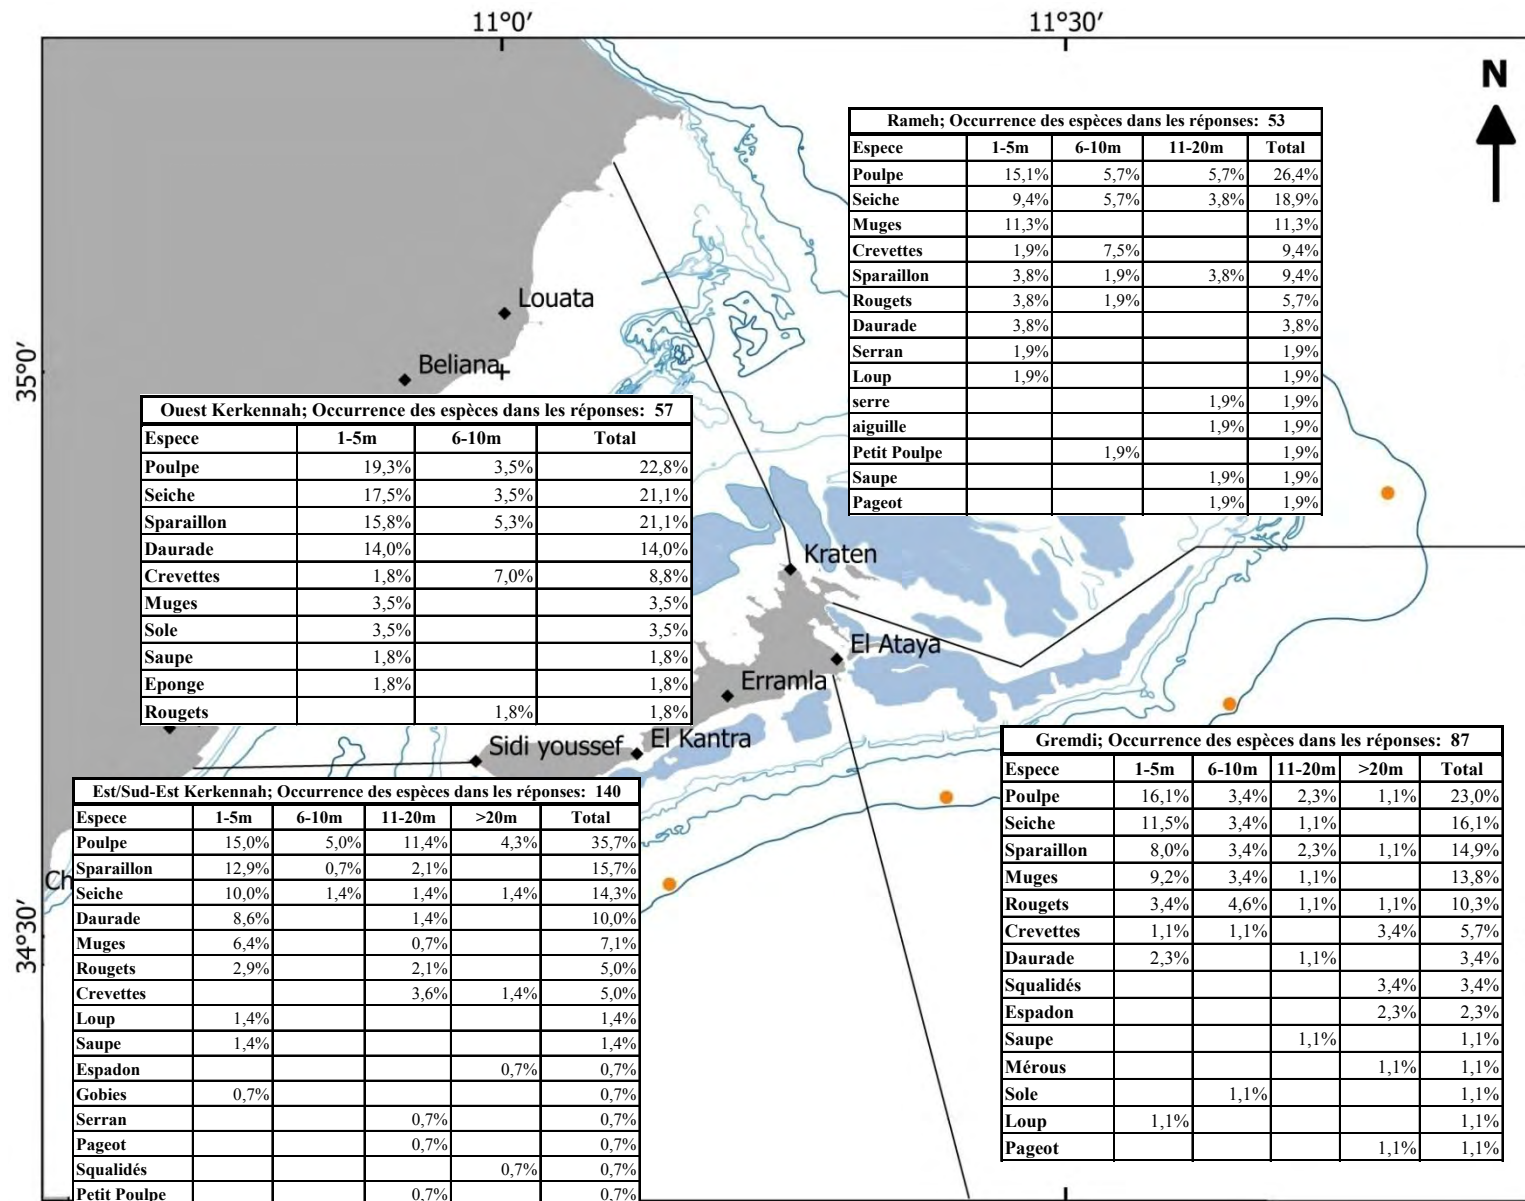 11°0′ 11°30′
N
35°0′
34°30′
Louata
Beliana
Kraten
El Ataya
Erramla
El Kantra
Sidi youssef
Ch
Rameh; Occurrence des espèces dans les réponses: 53
Espece 1-5m 6-10m 11-20m Total
Poulpe 15,1% 5,7% 5,7% 26,4%
Seiche 9,4% 5,7% 3,8% 18,9%
Muges 11,3% 11,3%
Crevettes 1,9% 7,5% 9,4%
Sparaillon 3,8% 1,9% 3,8% 9,4%
Rougets 3,8% 1,9% 5,7%
Daurade 3,8% 3,8%
Serran 1,9% 1,9%
Loup 1,9% 1,9%
serre 1,9% 1,9%
aiguille 1,9% 1,9%
Petit Poulpe 1,9% 1,9%
Saupe 1,9% 1,9%
Pageot 1,9% 1,9%
Ouest Kerkennah; Occurrence des espèces dans les réponses: 57
Espece 1-5m 6-10m Total
Poulpe 19,3% 3,5% 22,8%
Seiche 17,5% 3,5% 21,1%
Sparaillon 15,8% 5,3% 21,1%
Daurade 14,0% 14,0%
Crevettes 1,8% 7,0% 8,8%
Muges 3,5% 3,5%
Sole 3,5% 3,5%
Saupe 1,8% 1,8%
Eponge 1,8% 1,8%
Rougets 1,8% 1,8%
Gremdi; Occurrence des espèces dans les réponses: 87
Espece 1-5m 6-10m 11-20m >20m Total
Poulpe 16,1% 3,4% 2,3% 1,1% 23,0%
Seiche 11,5% 3,4% 1,1% 16,1%
Sparaillon 8,0% 3,4% 2,3% 1,1% 14,9%
Muges 9,2% 3,4% 1,1% 13,8%
Rougets 3,4% 4,6% 1,1% 1,1% 10,3%
Crevettes 1,1% 1,1% 3,4% 5,7%
Daurade 2,3% 1,1% 3,4%
Squalidés 3,4% 3,4%
Espadon 2,3% 2,3%
Saupe 1,1% 1,1%
Mérous 1,1% 1,1%
Sole 1,1% 1,1%
Loup 1,1% 1,1%
Pageot 1,1% 1,1%
Est/Sud-Est Kerkennah; Occurrence des espèces dans les réponses: 140
Espece 1-5m 6-10m 11-20m >20m Total
Poulpe 15,0% 5,0% 11,4% 4,3% 35,7%
Sparaillon 12,9% 0,7% 2,1% 15,7%
Seiche 10,0% 1,4% 1,4% 1,4% 14,3%
Daurade 8,6% 1,4% 10,0%
Muges 6,4% 0,7% 7,1%
Rougets 2,9% 2,1% 5,0%
Crevettes 3,6% 1,4% 5,0%
Loup 1,4% 1,4%
Saupe 1,4% 1,4%
Espadon 0,7% 0,7%
Gobies 0,7% 0,7%
Serran 0,7% 0,7%
Pageot 0,7% 0,7%
Squalidés 0,7% 0,7%
Petit Poulpe 0,7% 0,7%